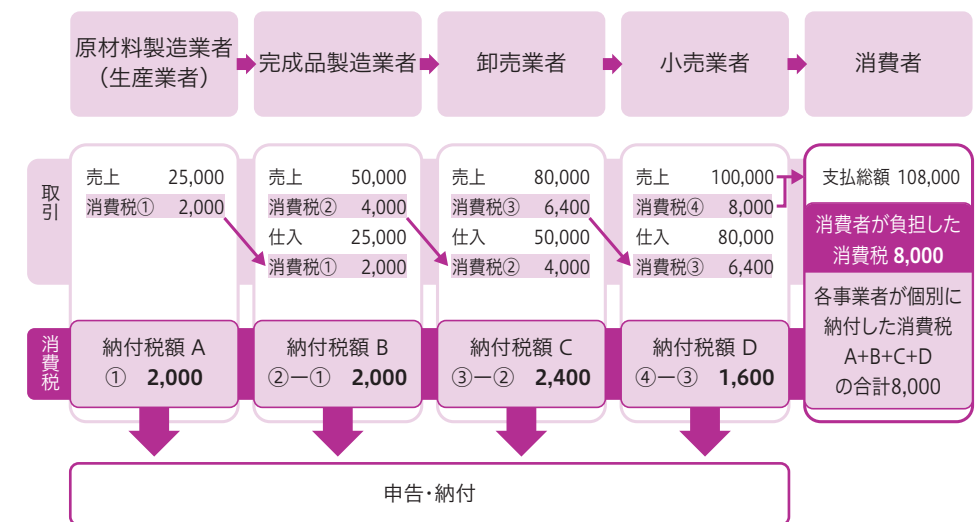 原材料製造業者
（生産業者）
完成品製造業者
卸売業者
小売業者
消費者
取引
売上 25,000
消費税① 2,000
売上 50,000
消費税② 4,000
仕入 25,000
消費税① 2,000
売上 80,000
消費税③ 6,400
仕入 50,000
消費税② 4,000
売上 100,000
消費税④ 8,000
仕入 80,000
消費税③ 6,400
支払総額 108,000
消費者が負担した
消費税 8,000
各事業者が個別に
納付した消費税
A+B+C+D
の合計8,000
消費税
納付税額 A
① 2,000
納付税額 B
②ー① 2,000
納付税額 C
③ー② 2,400
納付税額 D
④ー③ 1,600
申告・納付